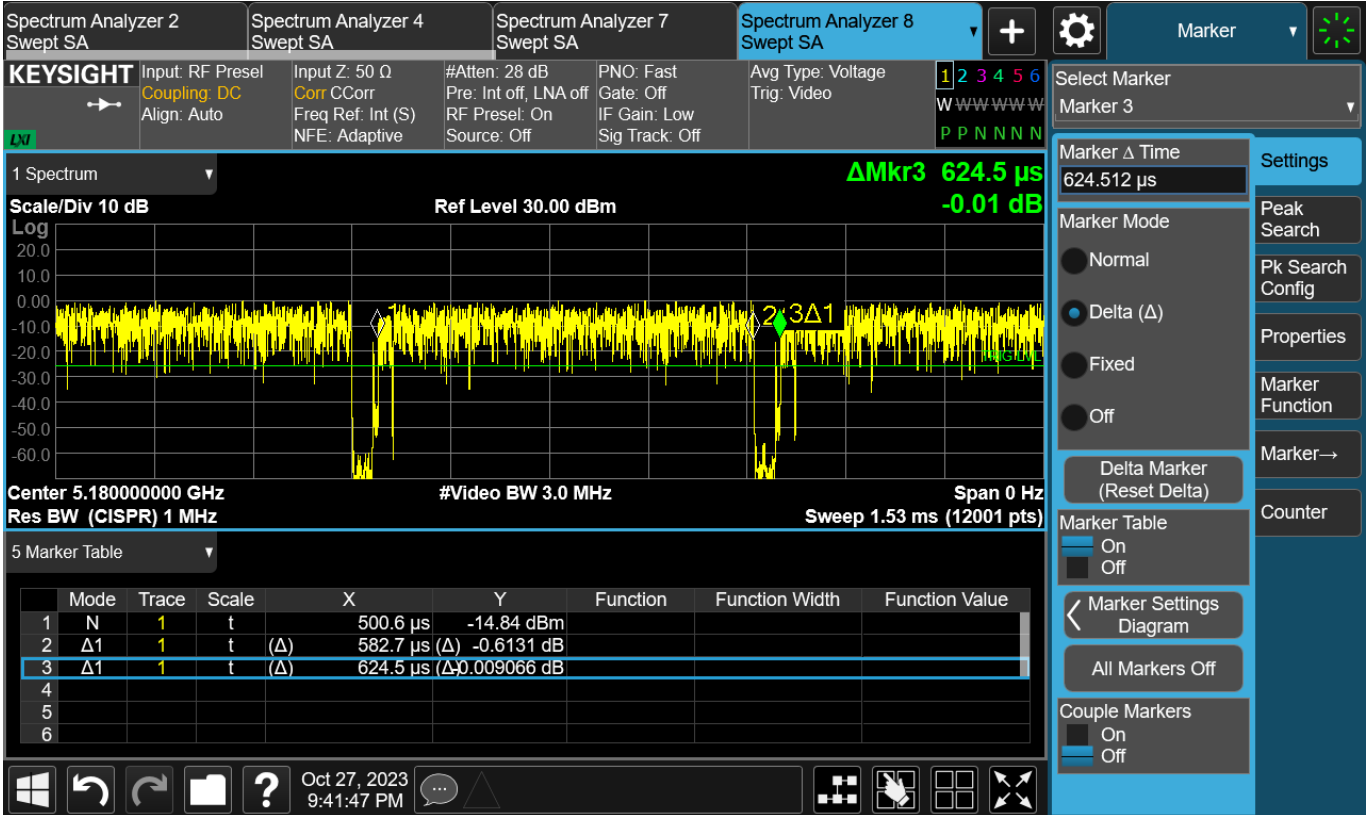 Spectrum Analyzer 2
Swept SA
Spectrum Analyzer 4
Swept SA
Spectrum Analyzer 7
Swept SA
Spectrum Analyzer 8
Swept SA
Marker
KEYSIGHT
LXI
Input: RF Presel
Coupling: DC
Align: Auto
Input Z: 50 Ω
Corr CCorr
Freq Ref: Int (S)
NFE: Adaptive
#Atten: 28 dB
Pre: Int off, LNA off
RF Presel: On
Source: Off
PNO: Fast
Gate: Off
IF Gain: Low
Sig Track: Off
Avg Type: Voltage
Trig: Video
1 2 3 4 5 6
W W W W W W
P P N N N N
Select Marker
Marker 3
1 Spectrum
ΔMkr3 624.5 µs
-0.01 dB
Scale/Div 10 dB
Ref Level 30.00 dBm
Log
20.0
10.0
0.00
-10.0
-20.0
-30.0
-40.0
-50.0
-60.0
1
2
3Δ1
TRIG LVL
Center 5.180000000 GHz
#Video BW 3.0 MHz
Span 0 Hz
Res BW (CISPR) 1 MHz
Sweep 1.53 ms (12001 pts)
5 Marker Table
Mode Trace Scale X Y Function Function Width Function Value
1 N 1 t 500.6 µs -14.84 dBm
2 Δ1 1 t (Δ) 582.7 µs (Δ) -0.6131 dB
3 Δ1 1 t (Δ) 624.5 µs (Δ) -0.009066 dB
4
5
6
Marker Δ Time
624.512 µs
Marker Mode
Normal
Delta (Δ)
Fixed
Off
Delta Marker
(Reset Delta)
Marker Table
On
Off
Marker Settings
Diagram
All Markers Off
Couple Markers
On
Off
Settings
Peak
Search
Pk Search
Config
Properties
Marker
Function
Marker→
Counter
Oct 27, 2023
9:41:47 PM